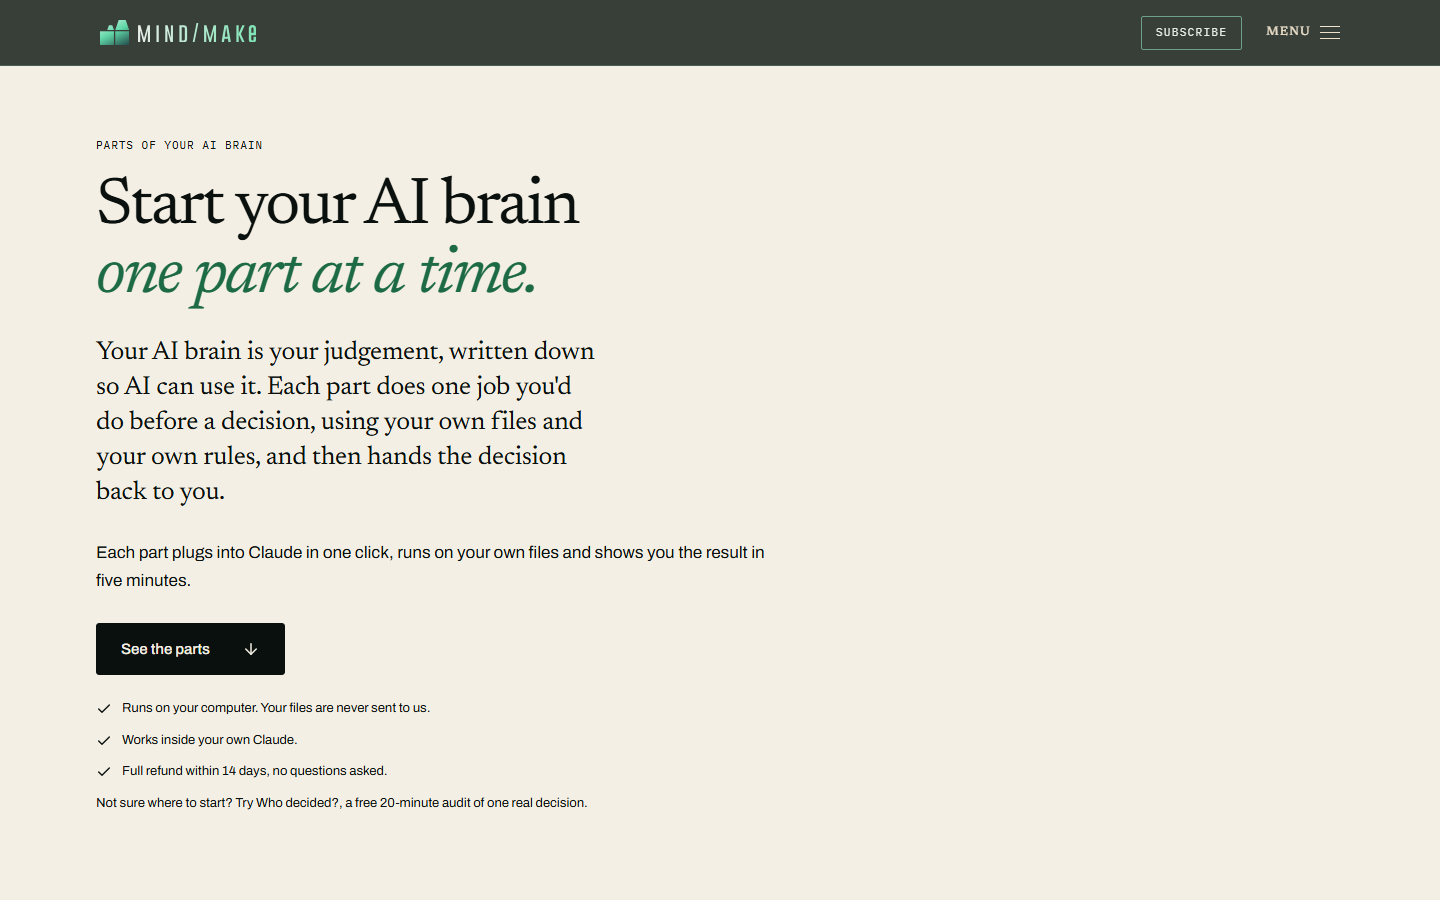 MIND/MAKE
SUBSCRIBE
MENU
PARTS OF YOUR AI BRAIN
Start your AI brain
one part at a time.
Your AI brain is your judgement, written down
so AI can use it. Each part does one job you'd
do before a decision, using your own files and
your own rules, and then hands the decision
back to you.
Each part plugs into Claude in one click, runs on your own files and shows you the result in
five minutes.
See the parts
Runs on your computer. Your files are never sent to us.
Works inside your own Claude.
Full refund within 14 days, no questions asked.
Not sure where to start? Try Who decided?, a free 20-minute audit of one real decision.